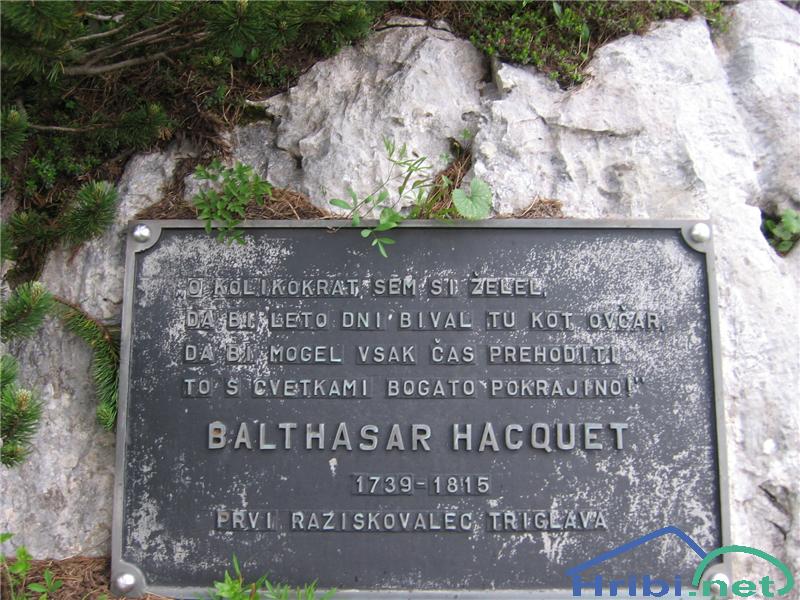 "O KOLIKOKRAT SEM SI ŽELEL,
DA BI LETO DNI BIVAL TU KOT OVČAR,
DA BI MOGEL VSAK ČAS PREHODITI
TO S CVETKAMI BOGATO POKRAJINO!"
BALTHASAR HACQUET
1739-1815
PRVI RAZISKOVALEC TRIGLAVA
Hribi.net